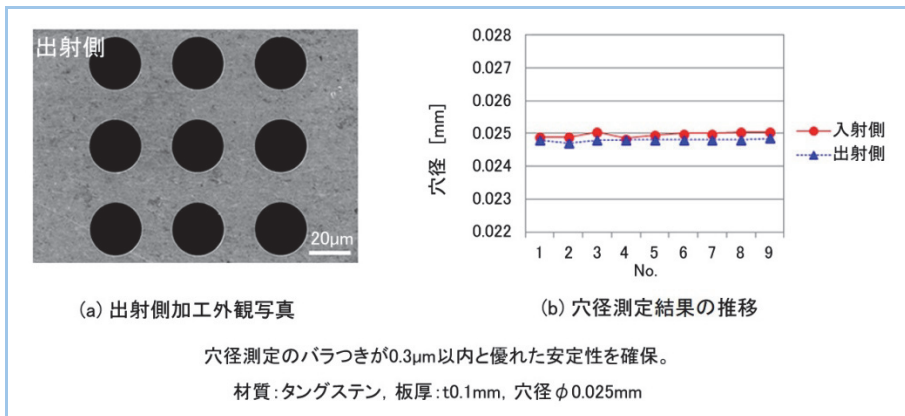 出射側
20μm
(a) 出射側加工外観写真
0.028
0.027
0.026
0.025
0.024
0.023
0.022
穴径 [mm]
1 2 3 4 5 6 7 8 9
No.
入射側
出射側
(b) 穴径測定結果の推移
穴径測定のバラつきが0.3μm以内と優れた安定性を確保。
材質:タングステン, 板厚:t0.1mm, 穴径φ0.025mm